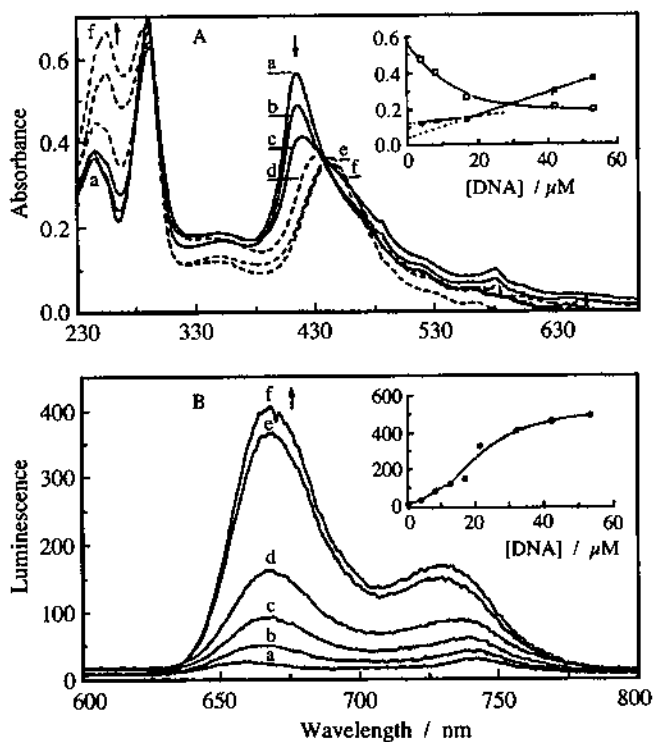 A
f
a
a
b
c
d
e
f
0.6
0.4
0.2
0.0
Absorbance
230 330 430 530 630
0.6
0.4
0.2
0.0
0 20 40 60
[DNA] / μM
B
f
e
d
c
b
a
400
300
200
100
0
Luminescence
600 650 700 750 800
Wavelength / nm
600
400
200
0
0 20 40 60
[DNA] / μM